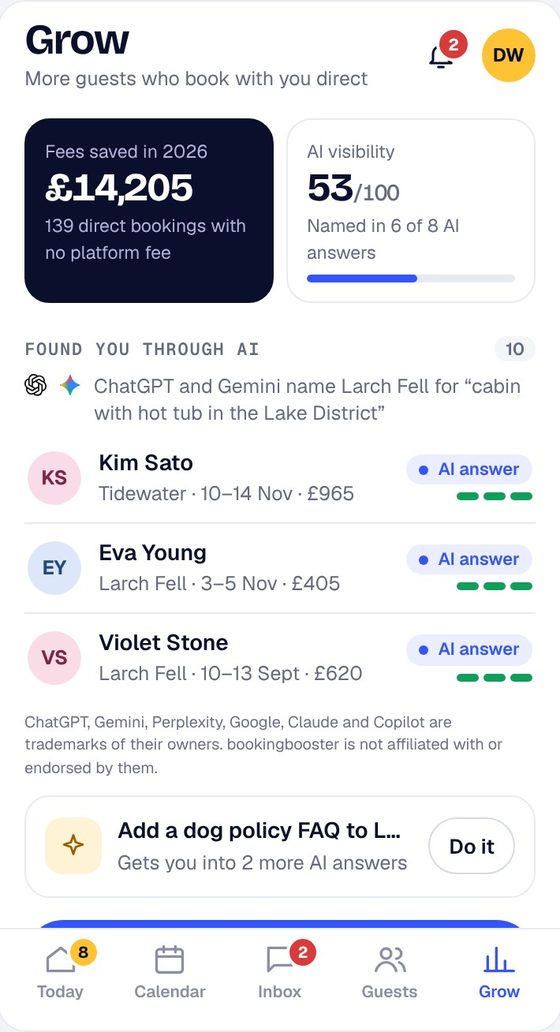 Grow
2
DW
More guests who book with you direct
Fees saved in 2026
£14,205
139 direct bookings with
no platform fee
AI visibility
53/100
Named in 6 of 8 AI
answers
FOUND YOU THROUGH AI
10
ChatGPT and Gemini name Larch Fell for “cabin
with hot tub in the Lake District”
KS
Kim Sato
AI answer
Tidewater · 10–14 Nov · £965
EY
Eva Young
AI answer
Larch Fell · 3–5 Nov · £405
VS
Violet Stone
AI answer
Larch Fell · 10–13 Sept · £620
ChatGPT, Gemini, Perplexity, Google, Claude and Copilot are
trademarks of their owners. bookingbooster is not affiliated with or
endorsed by them.
Add a dog policy FAQ to L...
Gets you into 2 more AI answers
Do it
8
2
Today
Calendar
Inbox
Guests
Grow